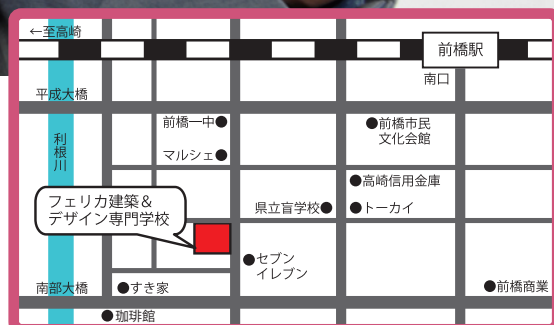 ←至高崎
前橋駅
南口
平成大橋
前橋一中●
●前橋市民
文化会館
利根川
マルシェ●
●高崎信用金庫
フェリカ建築＆
デザイン専門学校
県立盲学校●
●トーカイ
●セブン
イレブン
南部大橋
●すき家
●前橋商業
●珈琲館